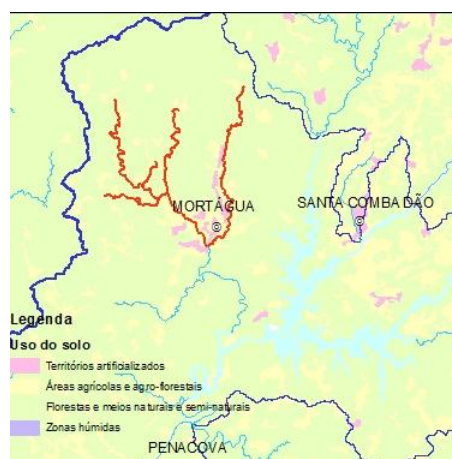 MORTÁGUA
SANTA COMBA DÃO
Legenda
Uso do solo
Territórios artificializados
Áreas agrícolas e agro-florestais
Florestas e meios naturais e semi-naturais
Zonas húmidas
PENACOVA